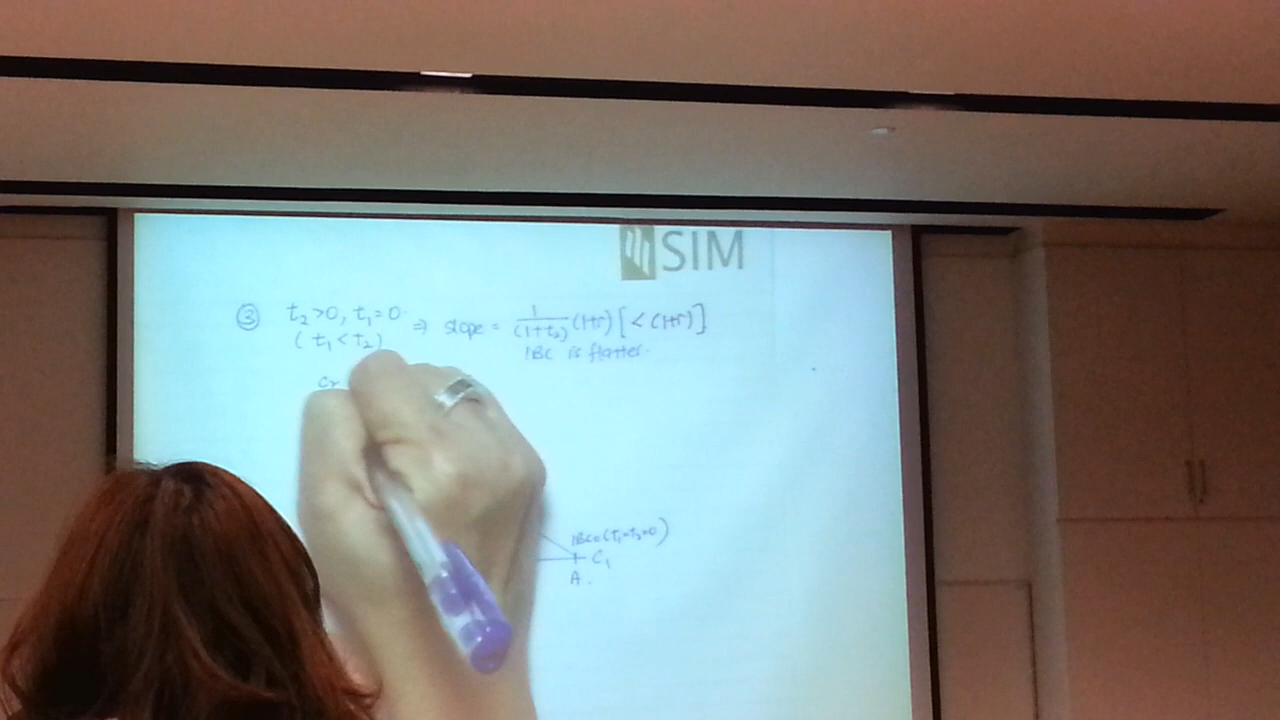 SIM
③ t₂>0, t₁=0. ⇒ slope = 1/(1+t₂) (1+r) [< (1+r)]
(t₁<t₂)
IBC is flatter.
C₂
IBC₀(t₁=t₂=0)
C₁
A.